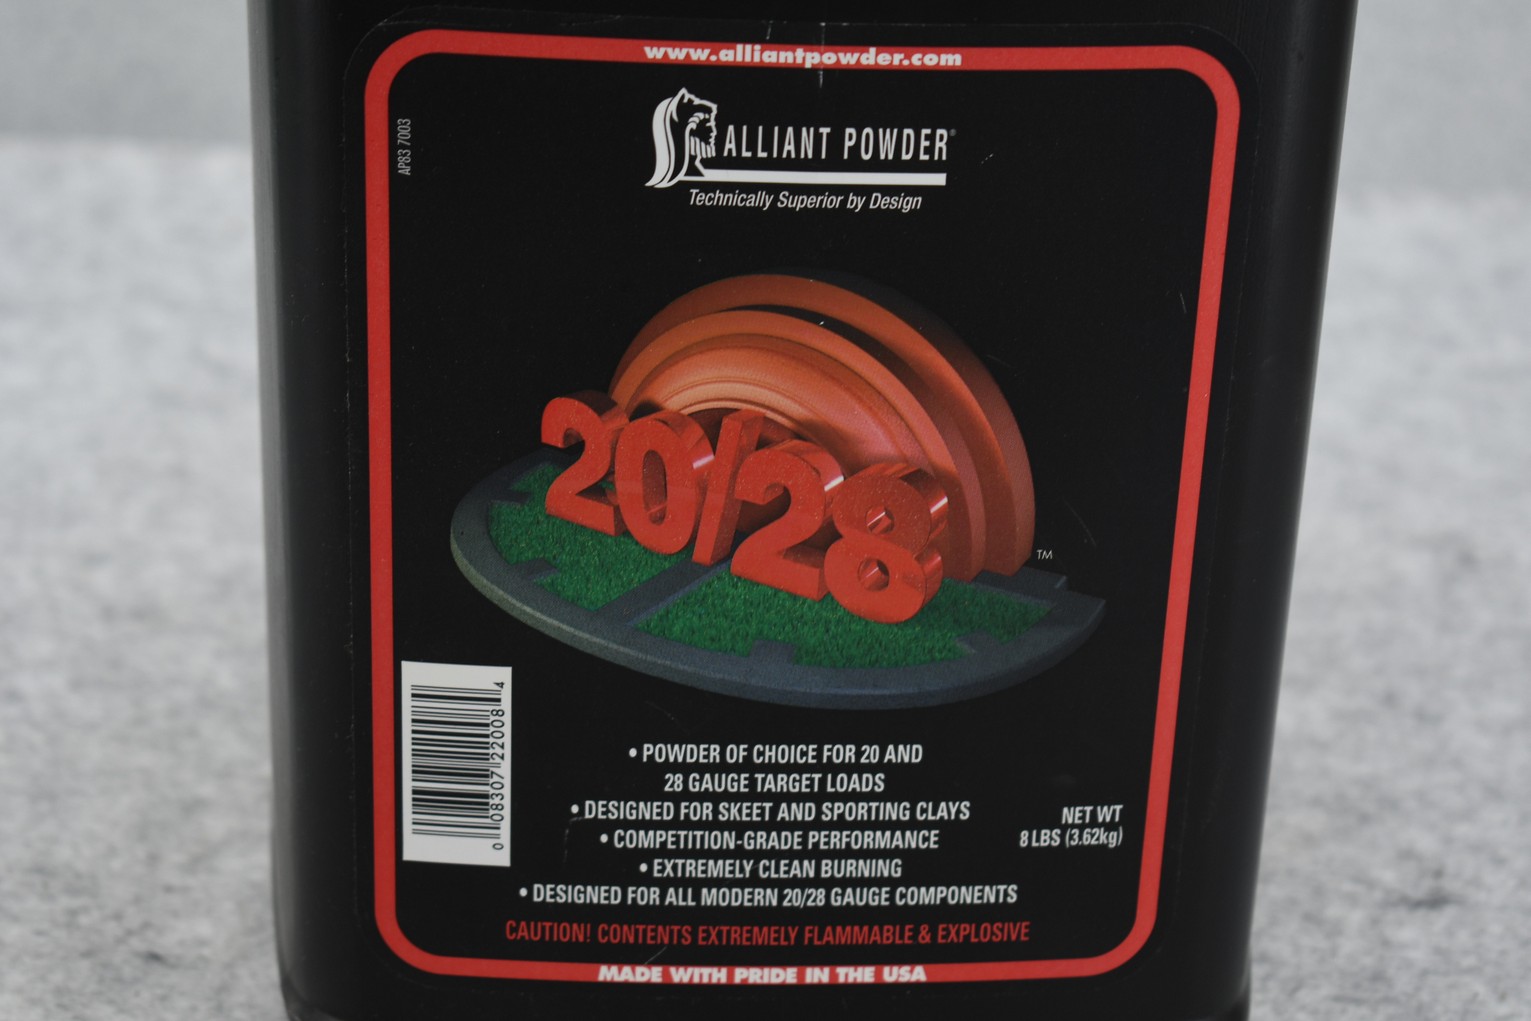 www.alliantpowder.com
AP83 7003
ALLIANT POWDER®
Technically Superior by Design
20/28
™
• POWDER OF CHOICE FOR 20 AND
28 GAUGE TARGET LOADS
• DESIGNED FOR SKEET AND SPORTING CLAYS
• COMPETITION-GRADE PERFORMANCE
• EXTREMELY CLEAN BURNING
• DESIGNED FOR ALL MODERN 20/28 GAUGE COMPONENTS
NET WT
8 LBS (3.62kg)
0 08307 22008 4
CAUTION! CONTENTS EXTREMELY FLAMMABLE & EXPLOSIVE
MADE WITH PRIDE IN THE USA